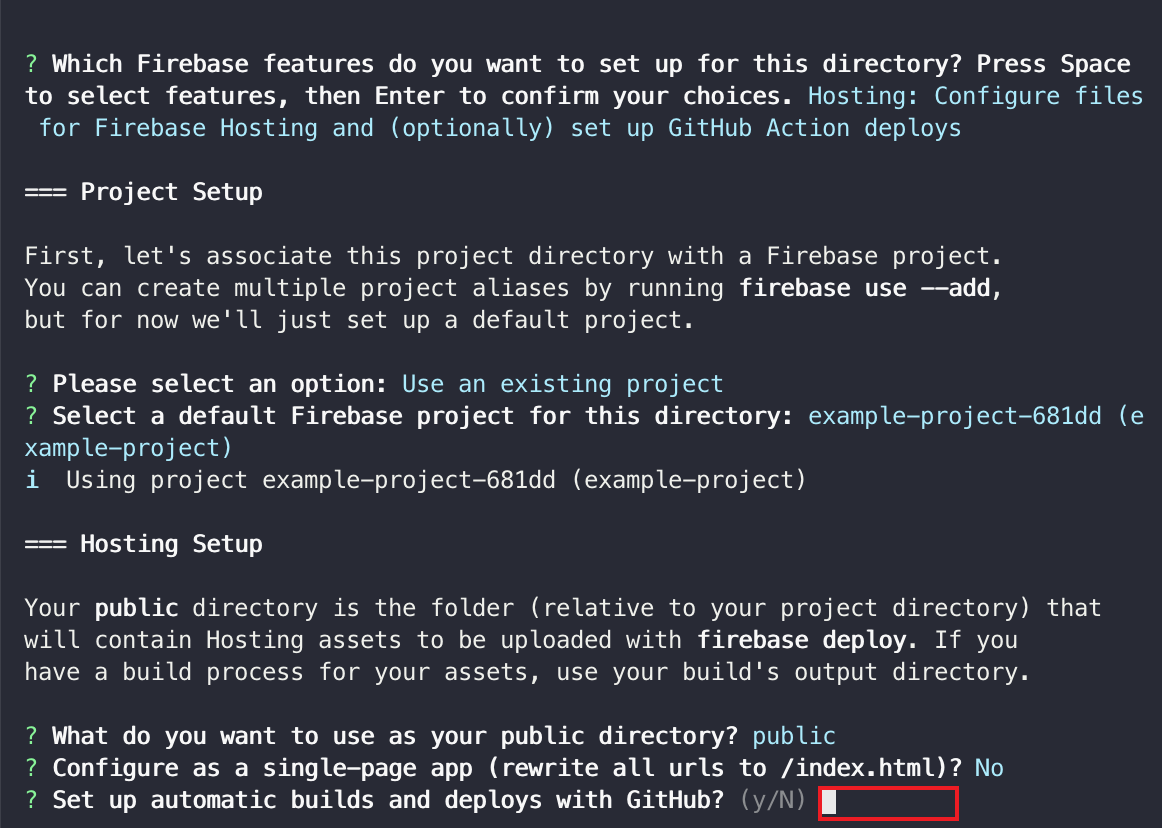 ? Which Firebase features do you want to set up for this directory? Press Space
to select features, then Enter to confirm your choices. Hosting: Configure files
for Firebase Hosting and (optionally) set up GitHub Action deploys
=== Project Setup
First, let's associate this project directory with a Firebase project.
You can create multiple project aliases by running firebase use --add,
but for now we'll just set up a default project.
? Please select an option: Use an existing project
? Select a default Firebase project for this directory: example-project-681dd (e
xample-project)
i  Using project example-project-681dd (example-project)
=== Hosting Setup
Your public directory is the folder (relative to your project directory) that
will contain Hosting assets to be uploaded with firebase deploy. If you
have a build process for your assets, use your build's output directory.
? What do you want to use as your public directory? public
? Configure as a single-page app (rewrite all urls to /index.html)? No
? Set up automatic builds and deploys with GitHub? (y/N)